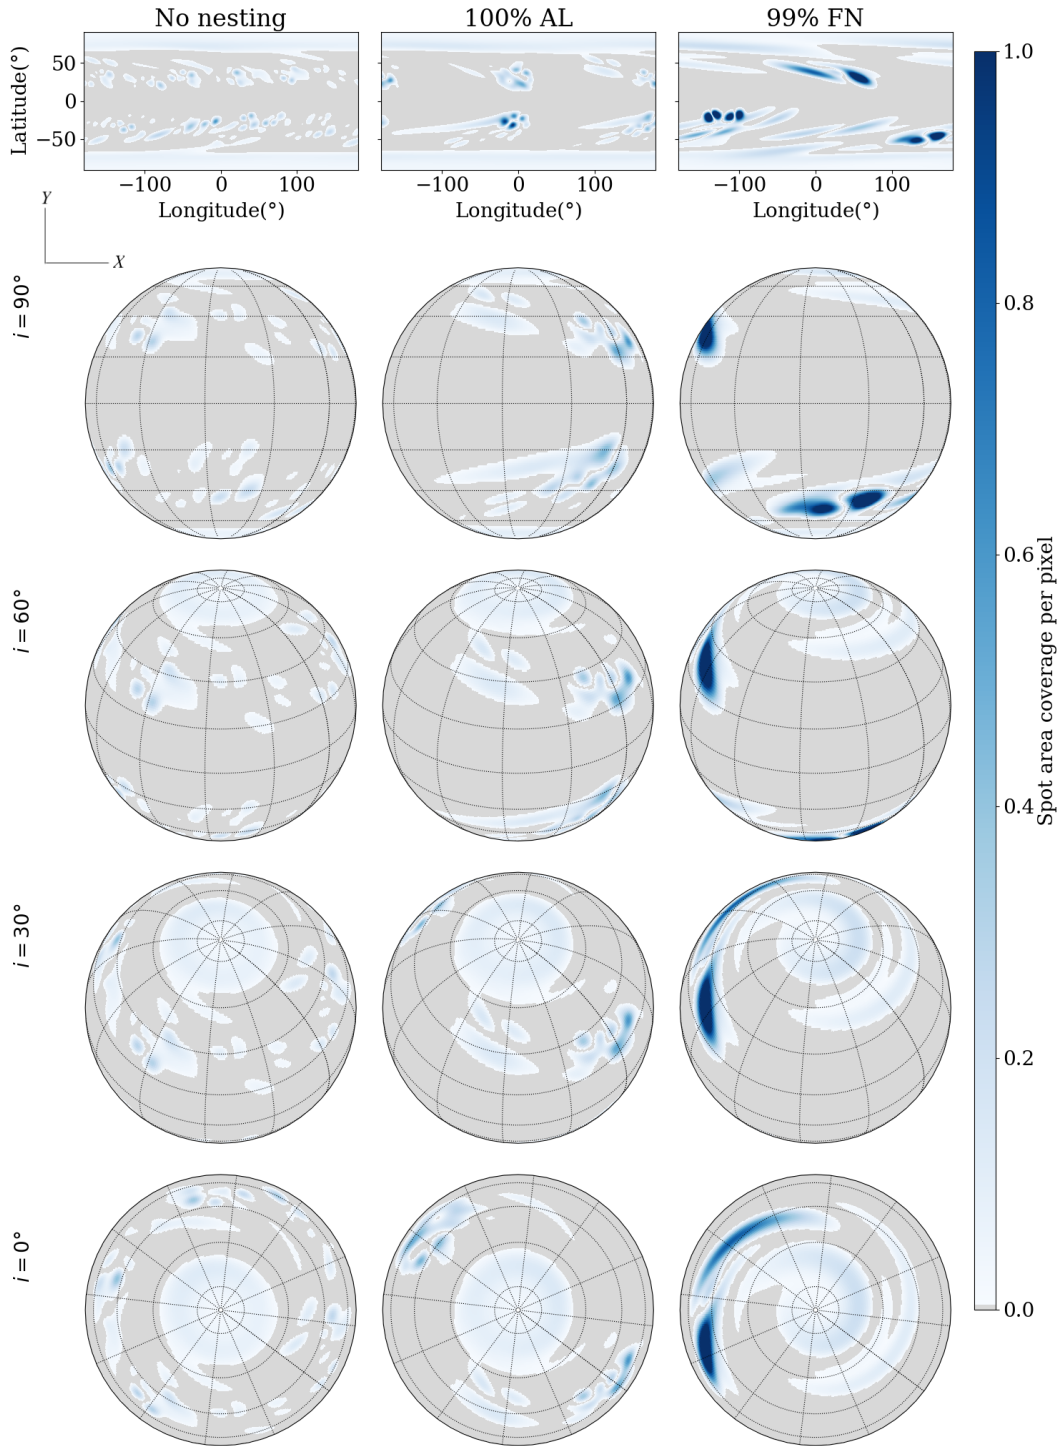 No nesting 100% AL 99% FN
Latitude(°)
50
0
−50
−100 0 100 −100 0 100 −100 0 100
Longitude(°) Longitude(°) Longitude(°)
Y
X
i = 90°
i = 60°
i = 30°
i = 0°
1.0
0.8
0.6
0.4
0.2
0.0
Spot area coverage per pixel